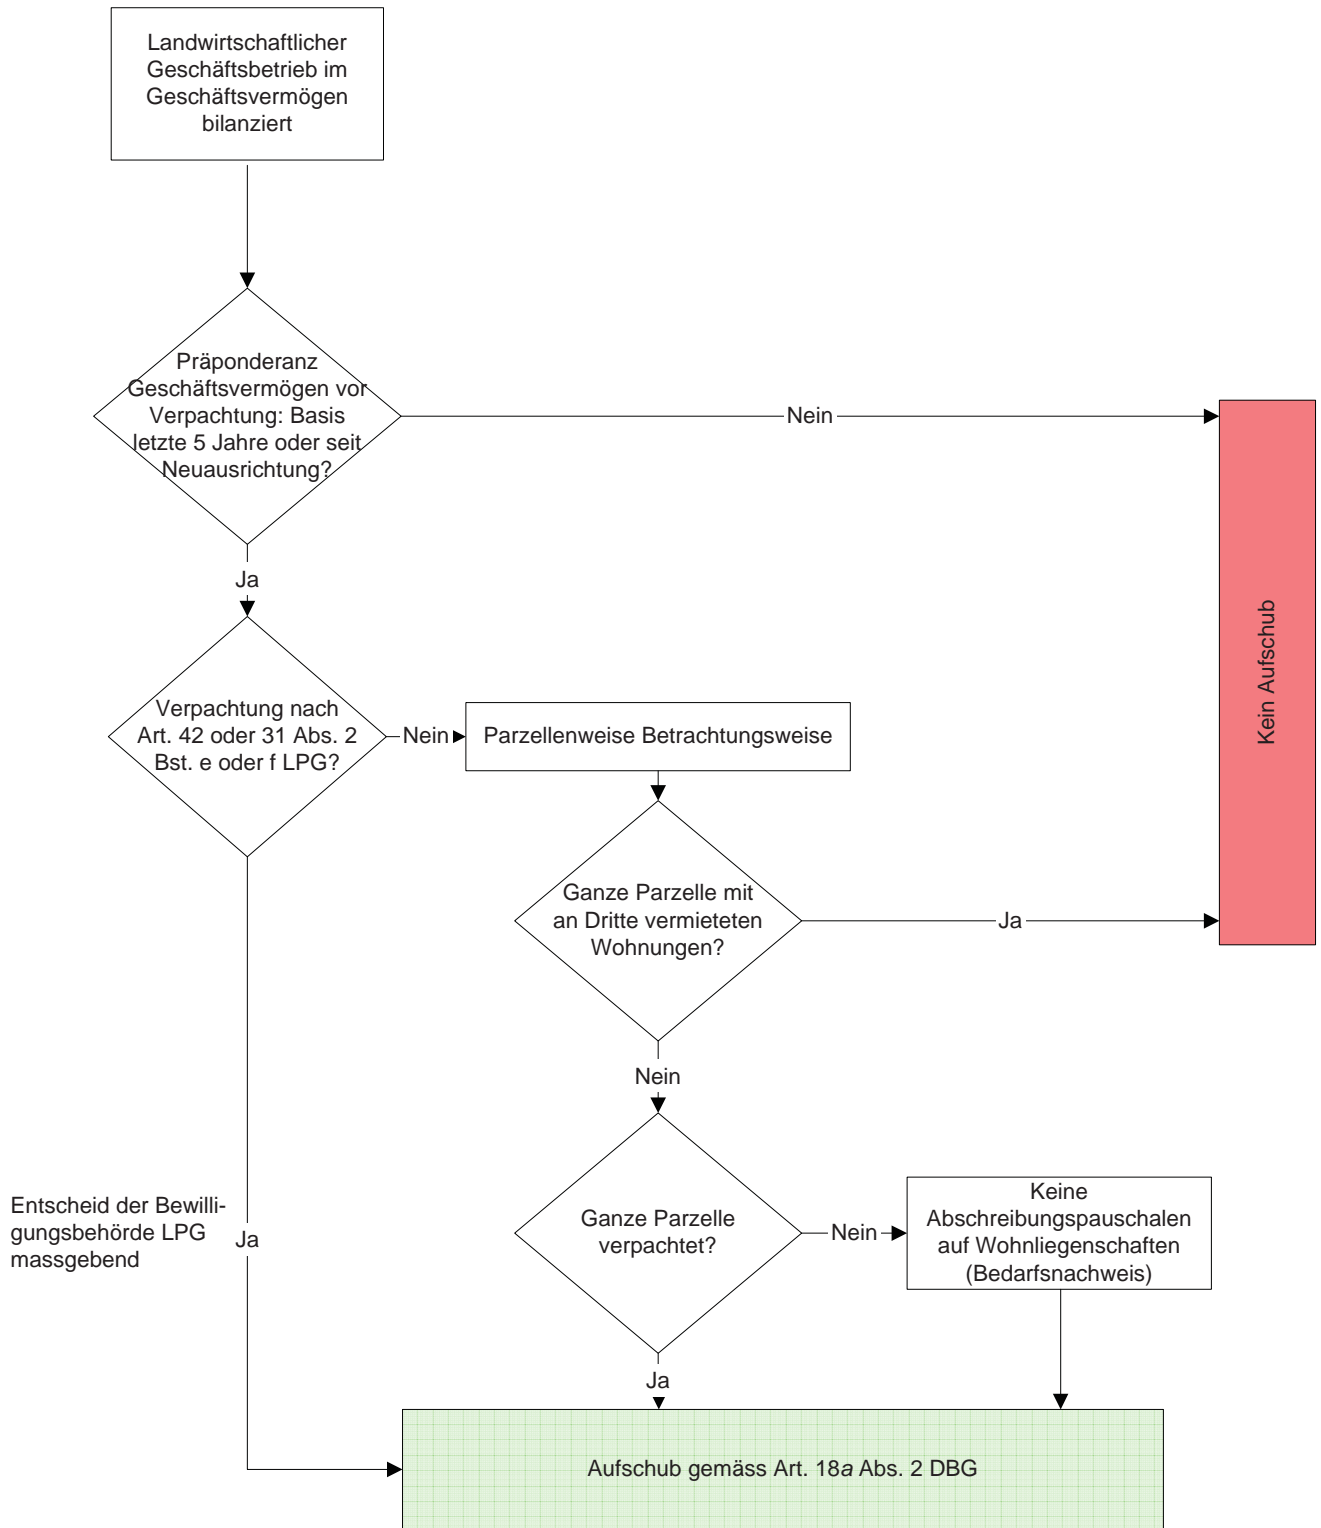 Landwirtschaftlicher
Geschäftsbetrieb im
Geschäftsvermögen
bilanziert
Präponderanz
Geschäftsvermögen vor
Verpachtung: Basis
letzte 5 Jahre oder seit
Neuausrichtung?
Nein
Kein Aufschub
Ja
Verpachtung nach
Art. 42 oder 31 Abs. 2
Bst. e oder f LPG?
Nein
Parzellenweise Betrachtungsweise
Ganze Parzelle mit
an Dritte vermieteten
Wohnungen?
Ja
Nein
Ganze Parzelle
verpachtet?
Nein
Keine
Abschreibungspauschalen
auf Wohnliegenschaften
(Bedarfsnachweis)
Entscheid der Bewilli-
gungsbehörde LPG
massgebend
Ja
Ja
Aufschub gemäss Art. 18a Abs. 2 DBG